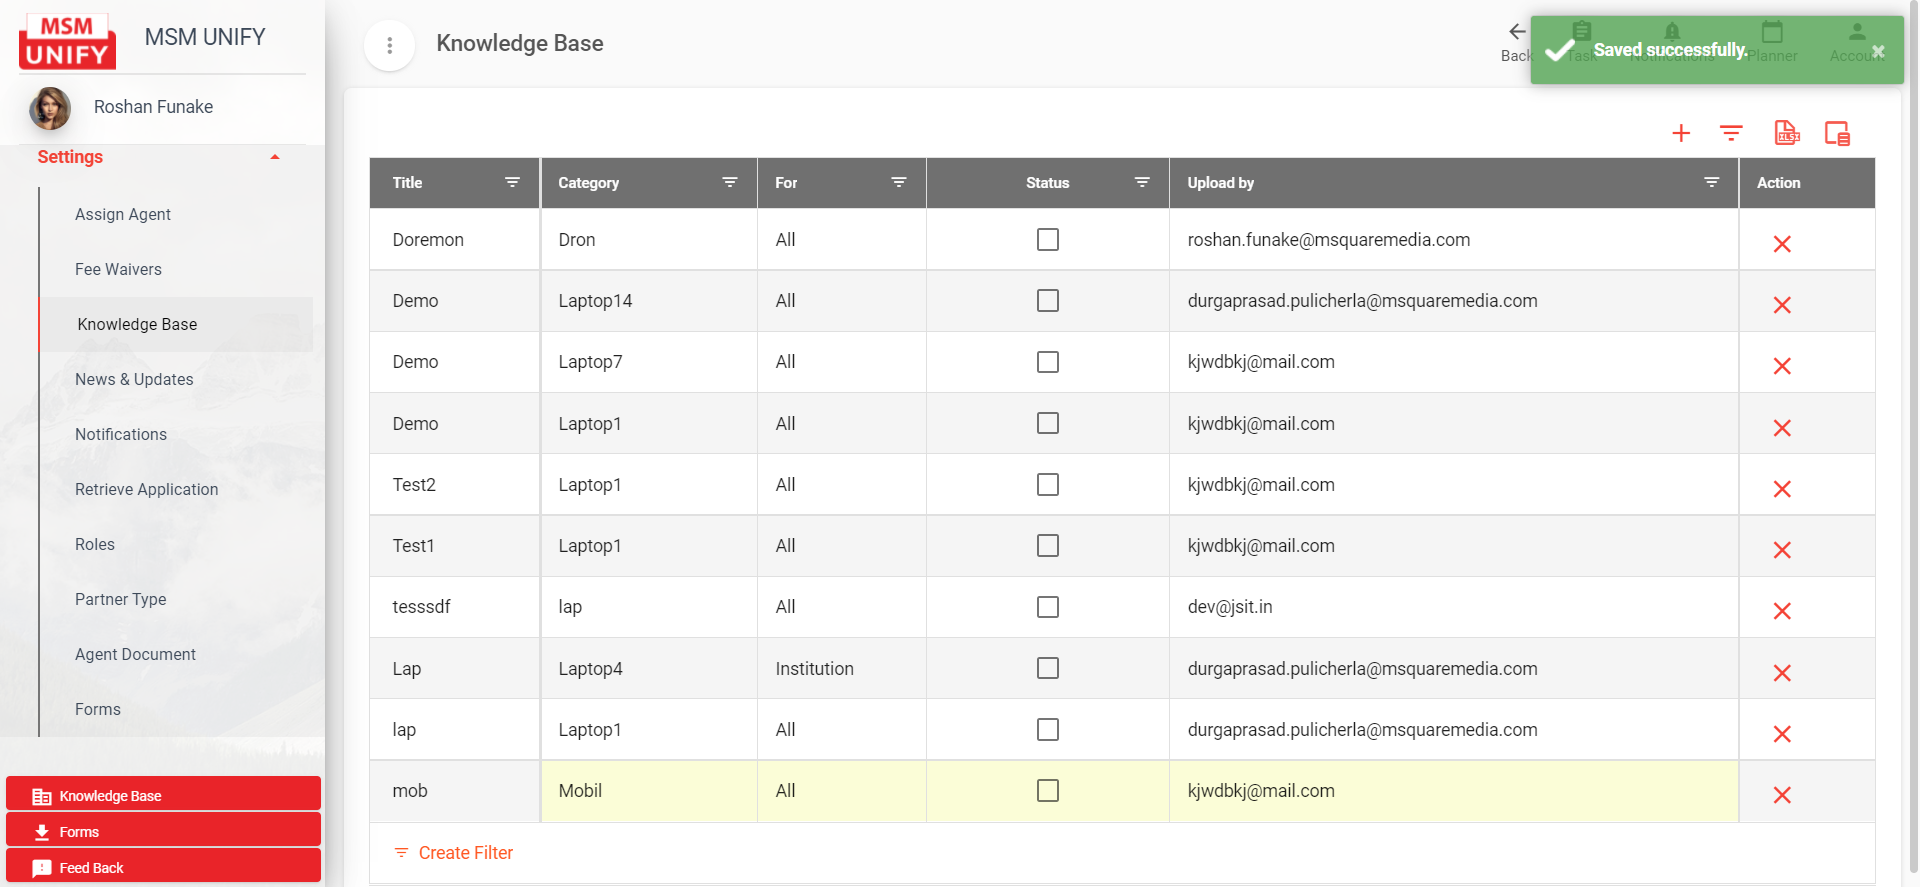 MSM
UNIFY
MSM UNIFY
Roshan Funake
Settings
Assign Agent
Fee Waivers
Knowledge Base
News & Updates
Notifications
Retrieve Application
Roles
Partner Type
Agent Document
Forms
Knowledge Base
Forms
Feed Back
Knowledge Base
Back Task Notifications Planner Account
Saved successfully.
XLSX
Title Category For Status Upload by Action
Doremon Dron All roshan.funake@msquaremedia.com
Demo Laptop14 All durgaprasad.pulicherla@msquaremedia.com
Demo Laptop7 All kjwdbkj@mail.com
Demo Laptop1 All kjwdbkj@mail.com
Test2 Laptop1 All kjwdbkj@mail.com
Test1 Laptop1 All kjwdbkj@mail.com
tesssdf lap All dev@jsit.in
Lap Laptop4 Institution durgaprasad.pulicherla@msquaremedia.com
lap Laptop1 All durgaprasad.pulicherla@msquaremedia.com
mob Mobil All kjwdbkj@mail.com
Create Filter